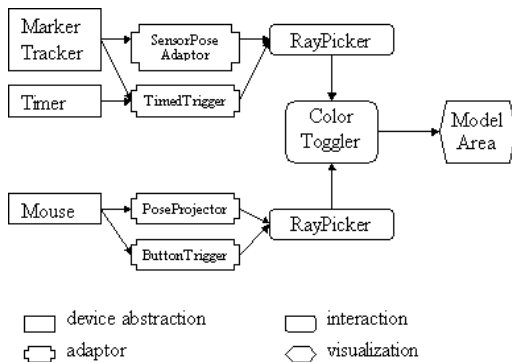 Marker
Tracker
SensorPose
Adaptor
RayPicker
Timer
TimedTrigger
Color
Toggler
Model
Area
Mouse
PoseProjector
RayPicker
ButtonTrigger
device abstraction
interaction
adaptor
visualization